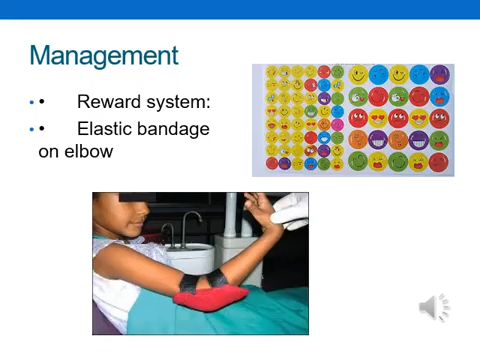 Management
• • Reward system:
• • Elastic bandage
on elbow